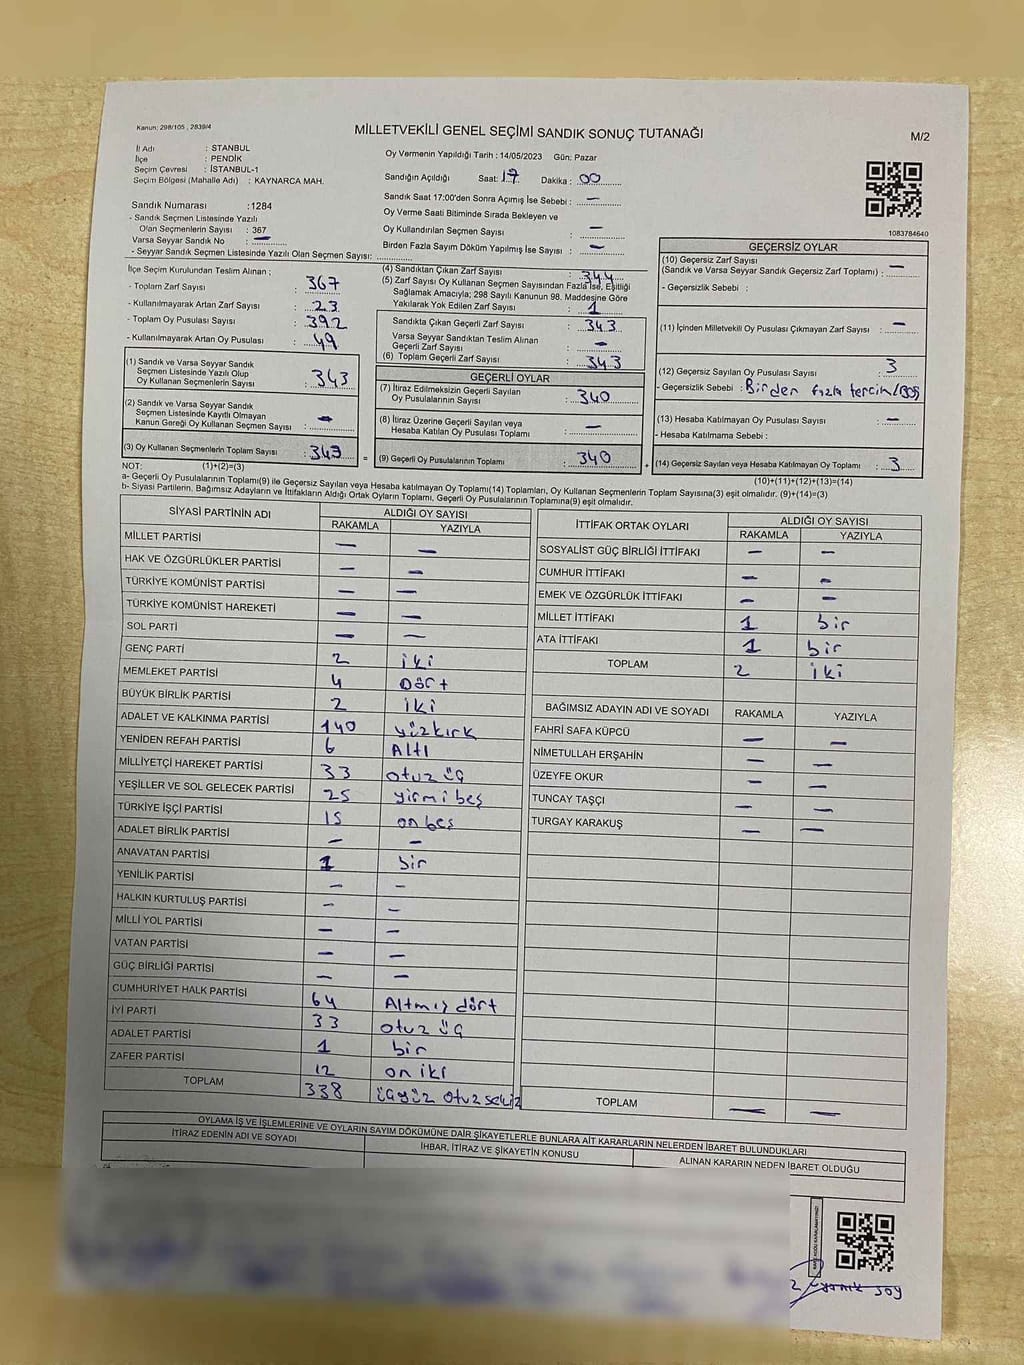 Kanun: 298/105 , 2839/4
MİLLETVEKİLİ GENEL SEÇİMİ SANDIK SONUÇ TUTANAĞI
M/2
İl Adı : STANBUL
İlçe : PENDİK
Seçim Çevresi : İSTANBUL-1
Seçim Bölgesi (Mahalle Adı) : KAYNARCA MAH.
Oy Vermenin Yapıldığı Tarih : 14/05/2023 Gün: Pazar
Sandığın Açıldığı Saat: 17 Dakika : 00
Sandık Saat 17:00'den Sonra Açılmış İse Sebebi : —
Oy Verme Saati Bitiminde Sırada Bekleyen ve
Oy Kullandırılan Seçmen Sayısı : —
Birden Fazla Sayım Döküm Yapılmış İse Sayısı : —
1083784640
Sandık Numarası :1284
- Sandık Seçmen Listesinde Yazılı
Olan Seçmenlerin Sayısı : 367
Varsa Seyyar Sandık No : —
- Seyyar Sandık Seçmen Listesinde Yazılı Olan Seçmen Sayısı:
İlçe Seçim Kurulundan Teslim Alınan ;
- Toplam Zarf Sayısı : 367
- Kullanılmayarak Artan Zarf Sayısı : 23
- Toplam Oy Pusulası Sayısı : 392
- Kullanılmayarak Artan Oy Pusulası : 49
(1) Sandık ve Varsa Seyyar Sandık
Seçmen Listesinde Yazılı Olup
Oy Kullanan Seçmenlerin Sayısı : 343
(2) Sandık ve Varsa Seyyar Sandık
Seçmen Listesinde Kayıtlı Olmayan
Kanun Gereği Oy Kullanan Seçmen Sayısı : —
(3) Oy Kullanan Seçmenlerin Toplam Sayısı : 343
(4) Sandıktan Çıkan Zarf Sayısı : 344
(5) Zarf Sayısı Oy Kullanan Seçmen Sayısından Fazla İse, Eşitliği
Sağlamak Amacıyla; 298 Sayılı Kanunun 98. Maddesine Göre
Yakılarak Yok Edilen Zarf Sayısı : 1
Sandıkta Çıkan Geçerli Zarf Sayısı : 343
Varsa Seyyar Sandıktan Teslim Alınan
Geçerli Zarf Sayısı : —
(6) Toplam Geçerli Zarf Sayısı : 343
GEÇERLİ OYLAR
(7) İtiraz Edilmeksizin Geçerli Sayılan
Oy Pusulalarının Sayısı : 340
(8) İtiraz Üzerine Geçerli Sayılan veya
Hesaba Katılan Oy Pusulası Toplamı : —
= (9) Geçerli Oy Pusulalarının Toplamı : 340 +
GEÇERSİZ OYLAR
(10) Geçersiz Zarf Sayısı
(Sandık ve Varsa Seyyar Sandık Geçersiz Zarf Toplamı) : —
- Geçersizlik Sebebi :
(11) İçinden Milletvekili Oy Pusulası Çıkmayan Zarf Sayısı : —
(12) Geçersiz Sayılan Oy Pusulası Sayısı : 3
- Geçersizlik Sebebi : Birden fazla tercih/Boş
(13) Hesaba Katılmayan Oy Pusulası Sayısı : —
- Hesaba Katılmama Sebebi :
(14) Geçersiz Sayılan veya Hesaba Katılmayan Oy Toplamı : 3
NOT: (1)+(2)=(3)
(10)+(11)+(12)+(13)=(14)
a- Geçerli Oy Pusulalarının Toplamı(9) ile Geçersiz Sayılan veya Hesaba katılmayan Oy Toplamı(14) Toplamları, Oy Kullanan Seçmenlerin Toplam Sayısına(3) eşit olmalıdır. (9)+(14)=(3)
b- Siyasi Partilerin, Bağımsız Adayların ve İttifakların Aldığı Ortak Oyların Toplamı, Geçerli Oy Pusulalarının Toplamına(9) eşit olmalıdır.
SİYASİ PARTİNİN ADI ALDIĞI OY SAYISI
RAKAMLA YAZIYLA
MİLLET PARTİSİ — —
HAK VE ÖZGÜRLÜKLER PARTİSİ — —
TÜRKİYE KOMÜNİST PARTİSİ — —
TÜRKİYE KOMÜNİST HAREKETİ — —
SOL PARTİ — —
GENÇ PARTİ 2 iki
MEMLEKET PARTİSİ 4 Dört
BÜYÜK BİRLİK PARTİSİ 2 iki
ADALET VE KALKINMA PARTİSİ 140 yüzkırk
YENİDEN REFAH PARTİSİ 6 Altı
MİLLİYETÇİ HAREKET PARTİSİ 33 otuz üç
YEŞİLLER VE SOL GELECEK PARTİSİ 25 yirmi beş
TÜRKİYE İŞÇİ PARTİSİ 15 on beş
ADALET BİRLİK PARTİSİ — —
ANAVATAN PARTİSİ 1 bir
YENİLİK PARTİSİ — —
HALKIN KURTULUŞ PARTİSİ — —
MİLLİ YOL PARTİSİ — —
VATAN PARTİSİ — —
GÜÇ BİRLİĞİ PARTİSİ — —
CUMHURİYET HALK PARTİSİ 64 Altmış dört
İYİ PARTİ 33 otuz üç
ADALET PARTİSİ 1 bir
ZAFER PARTİSİ 12 on iki
TOPLAM 338 üçyüz otuz sekiz
İTTİFAK ORTAK OYLARI ALDIĞI OY SAYISI
RAKAMLA YAZIYLA
SOSYALİST GÜÇ BİRLİĞİ İTTİFAKI — —
CUMHUR İTTİFAKI — —
EMEK VE ÖZGÜRLÜK İTTİFAKI — —
MİLLET İTTİFAKI 1 bir
ATA İTTİFAKI 1 bir
TOPLAM 2 iki
BAĞIMSIZ ADAYIN ADI VE SOYADI RAKAMLA YAZIYLA
FAHRİ SAFA KÜPCÜ — —
NİMETULLAH ERŞAHİN — —
ÜZEYFE OKUR — —
TUNCAY TAŞÇI — —
TURGAY KARAKUŞ — —
TOPLAM — —
OYLAMA İŞ VE İŞLEMLERİNE VE OYLARIN SAYIM DÖKÜMÜNE DAİR ŞİKAYETLERLE BUNLARA AİT KARARLARIN NELERDEN İBARET BULUNDUKLARI
İTİRAZ EDENİN ADI VE SOYADI İHBAR, İTİRAZ VE ŞİKAYETİN KONUSU ALINAN KARARIN NEDEN İBARET OLDUĞU